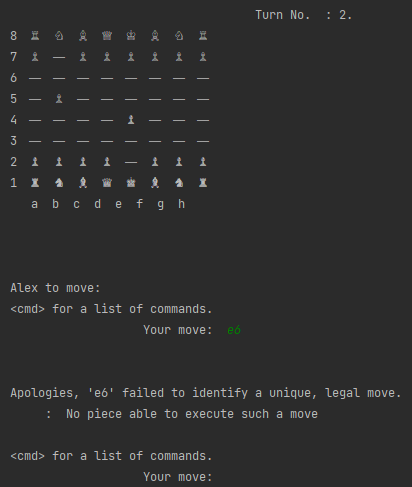 Turn No. : 2.
8 ♖ ♘ ♗ ♕ ♔ ♗ ♘ ♖
7 ♗ — ♗ ♗ ♗ ♗ ♗ ♗
6 — — — — — — — —
5 — ♗ — — — — — —
4 — — — — ♝ — — —
3 — — — — — — — —
2 ♝ ♝ ♝ ♝ — ♝ ♝ ♝
1 ♜ ♞ ♝ ♛ ♚ ♝ ♞ ♜
a b c d e f g h
Alex to move:
<cmd> for a list of commands.
Your move: e6
Apologies, 'e6' failed to identify a unique, legal move.
: No piece able to execute such a move
<cmd> for a list of commands.
Your move: